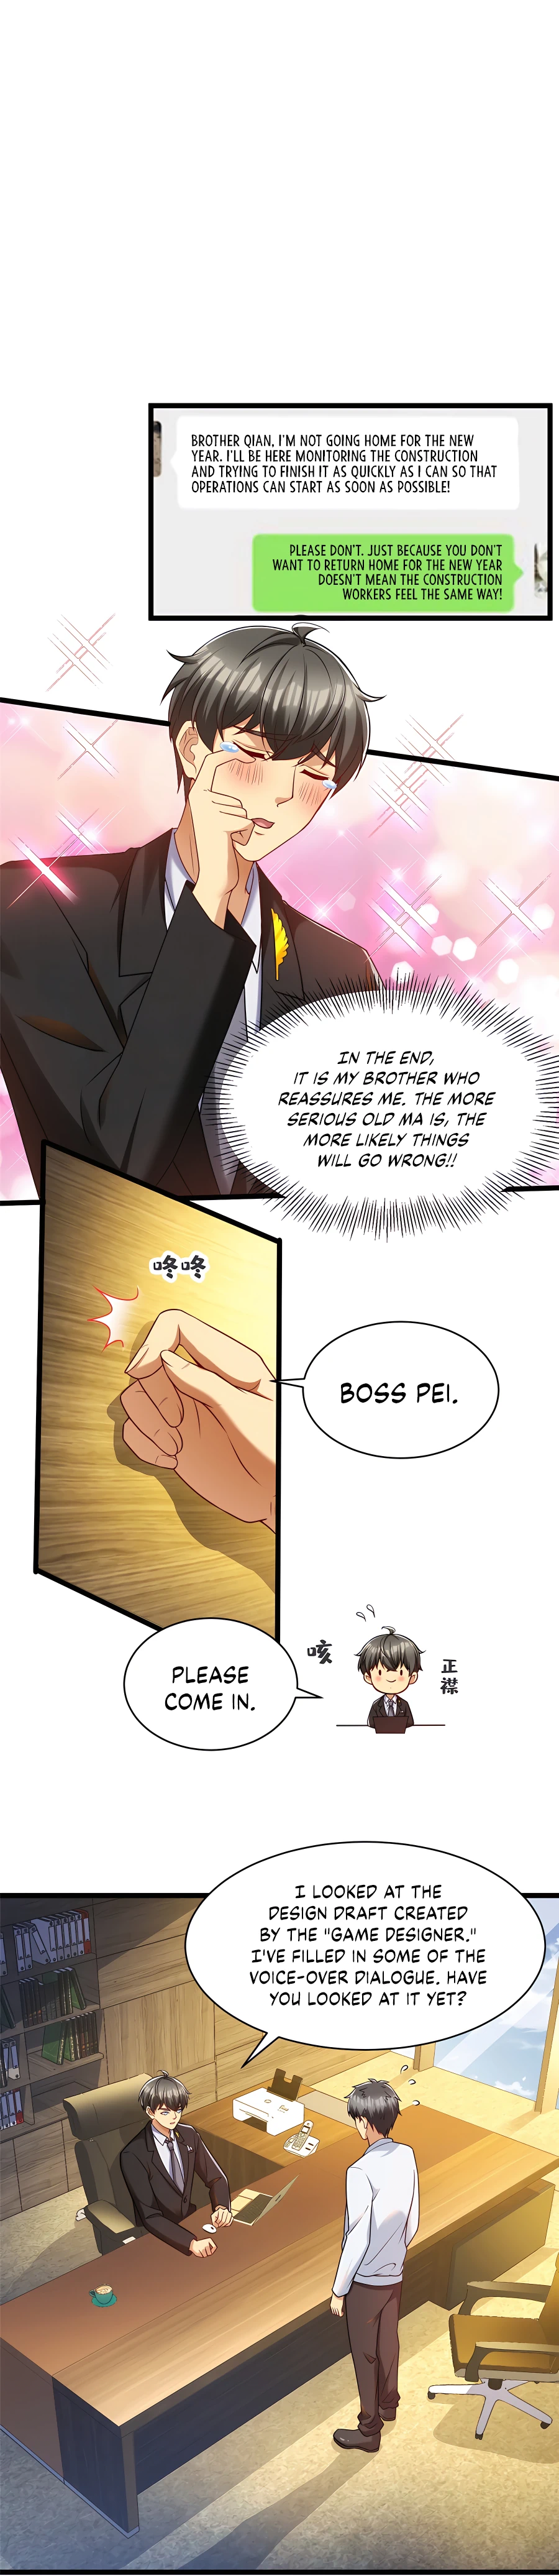 BROTHER QIAN, I'M NOT GOING HOME FOR THE NEW
YEAR. I'LL BE HERE MONITORING THE CONSTRUCTION
AND TRYING TO FINISH IT AS QUICKLY AS I CAN SO THAT
OPERATIONS CAN START AS SOON AS POSSIBLE!
PLEASE DON'T. JUST BECAUSE YOU DON'T
WANT TO RETURN HOME FOR THE NEW YEAR
DOESN'T MEAN THE CONSTRUCTION
WORKERS FEEL THE SAME WAY!
IN THE END,
IT IS MY BROTHER WHO
REASSURES ME. THE MORE
SERIOUS OLD MA IS, THE
MORE LIKELY THINGS
WILL GO WRONG!!
咚咚
BOSS PEI.
PLEASE
COME IN.
咳
正襟
I LOOKED AT THE
DESIGN DRAFT CREATED
BY THE "GAME DESIGNER."
I'VE FILLED IN SOME OF THE
VOICE-OVER DIALOGUE. HAVE
YOU LOOKED AT IT YET?